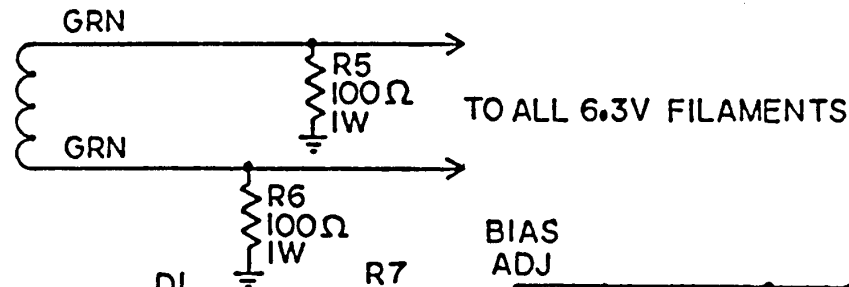 GRN
R5
100Ω
1W
TO ALL 6.3V FILAMENTS
GRN
R6
100Ω
1W
BIAS
ADJ
R7